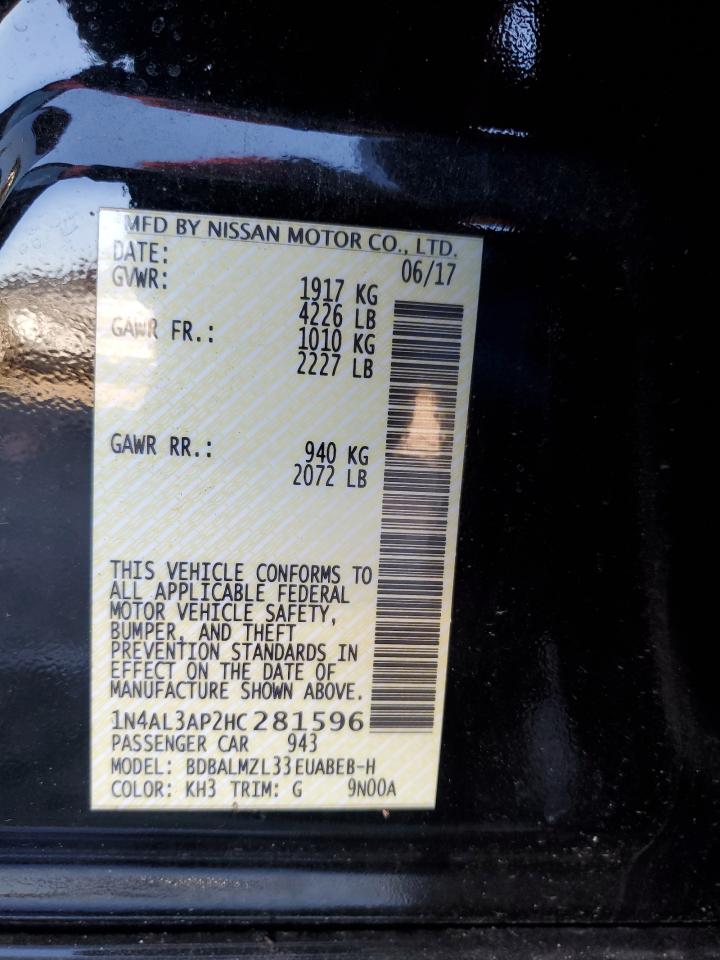 MFD BY NISSAN MOTOR CO., LTD.
DATE: 06/17
GVWR: 1917 KG
4226 LB
GAWR FR.: 1010 KG
2227 LB
GAWR RR.: 940 KG
2072 LB
THIS VEHICLE CONFORMS TO
ALL APPLICABLE FEDERAL
MOTOR VEHICLE SAFETY,
BUMPER, AND THEFT
PREVENTION STANDARDS IN
EFFECT ON THE DATE OF
MANUFACTURE SHOWN ABOVE.
1N4AL3AP2HC281596
PASSENGER CAR 943
MODEL: BDBALMZL33EUABEB-H
COLOR: KH3 TRIM: G 9N00A